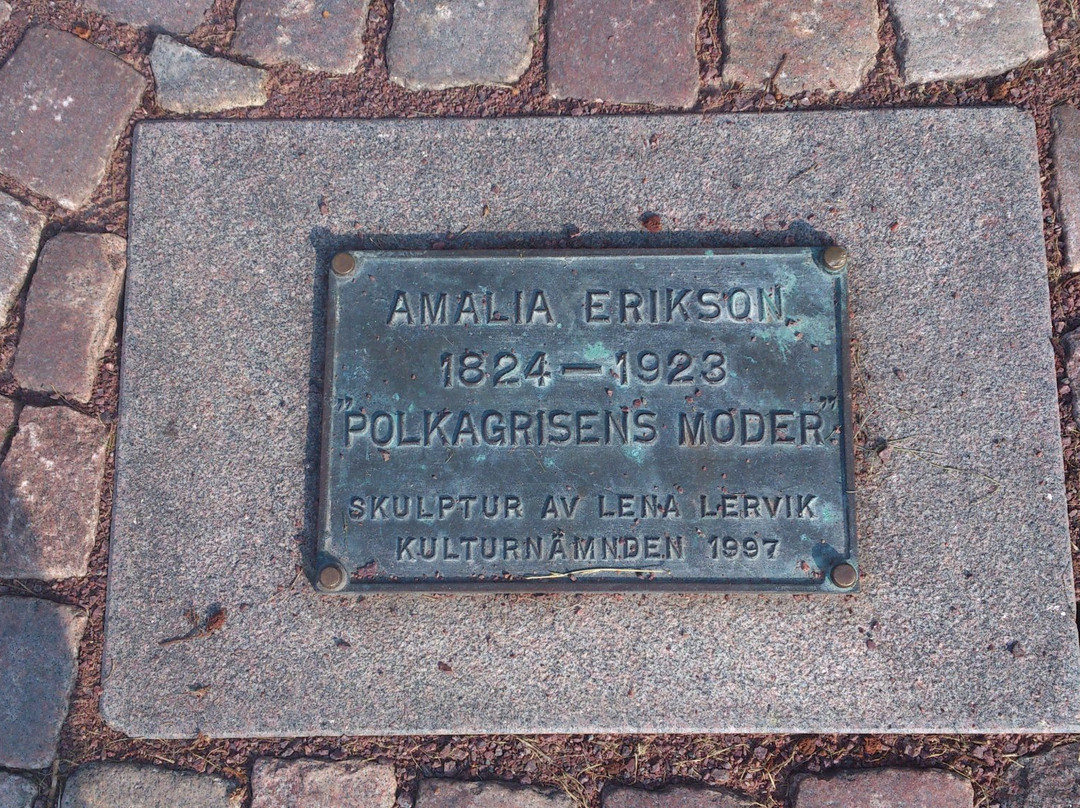 AMALIA ERIKSON
1824—1923
”POLKAGRISENS MODER”
SKULPTUR AV LENA LERVIK
KULTURNÄMNDEN 1997